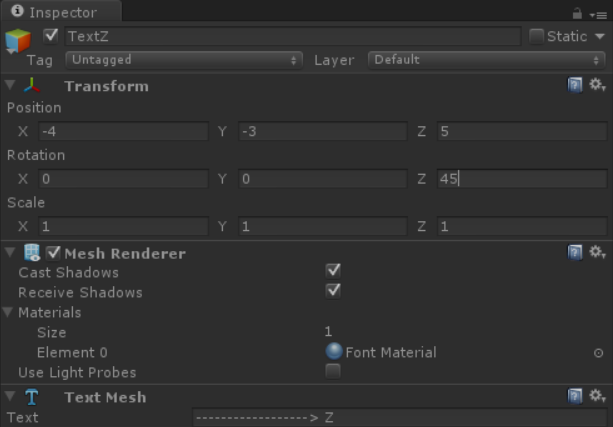 Inspector
TextZ Static
Tag Untagged Layer Default
Transform
Position
X -4 Y -3 Z 5
Rotation
X 0 Y 0 Z 45
Scale
X 1 Y 1 Z 1
Mesh Renderer
Cast Shadows
Receive Shadows
Materials
Size 1
Element 0 Font Material
Use Light Probes
Text Mesh
Text ------------------> Z